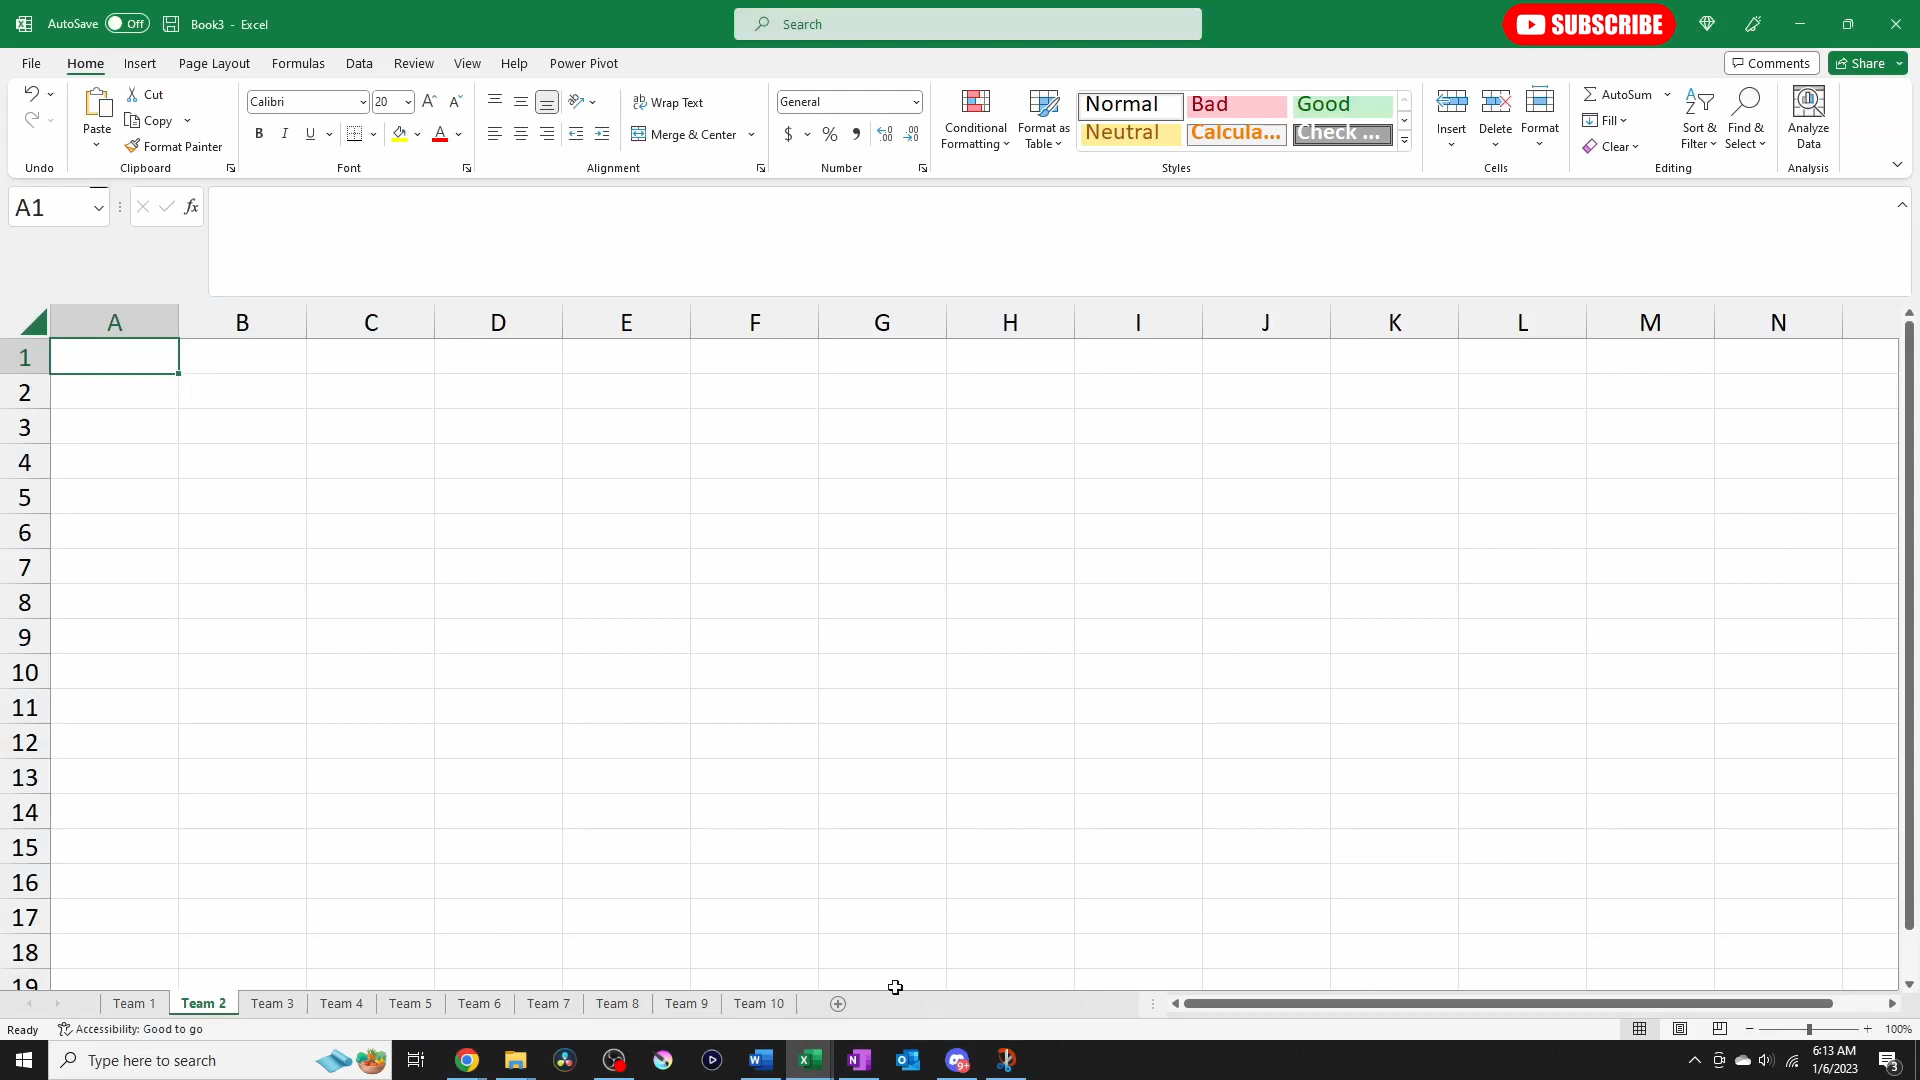 AutoSave Off Book3 - Excel Search SUBSCRIBE
File Home Insert Page Layout Formulas Data Review View Help Power Pivot Comments Share
Paste Cut Copy Format Painter
Calibri 20 B I U A
Wrap Text Merge & Center
General $ % ,
Conditional Formatting Format as Table
Normal Bad Good
Neutral Calcula... Check ...
Insert Delete Format
AutoSum Fill Clear
Sort & Filter Find & Select Analyze Data
Undo Clipboard Font Alignment Number Styles Cells Editing Analysis
A1 fx
A B C D E F G H I J K L M N
1
2
3
4
5
6
7
8
9
10
11
12
13
14
15
16
17
18
19
Team 1 Team 2 Team 3 Team 4 Team 5 Team 6 Team 7 Team 8 Team 9 Team 10
Ready Accessibility: Good to go 100%
Type here to search 9+ 6:13 AM
1/6/2023 3